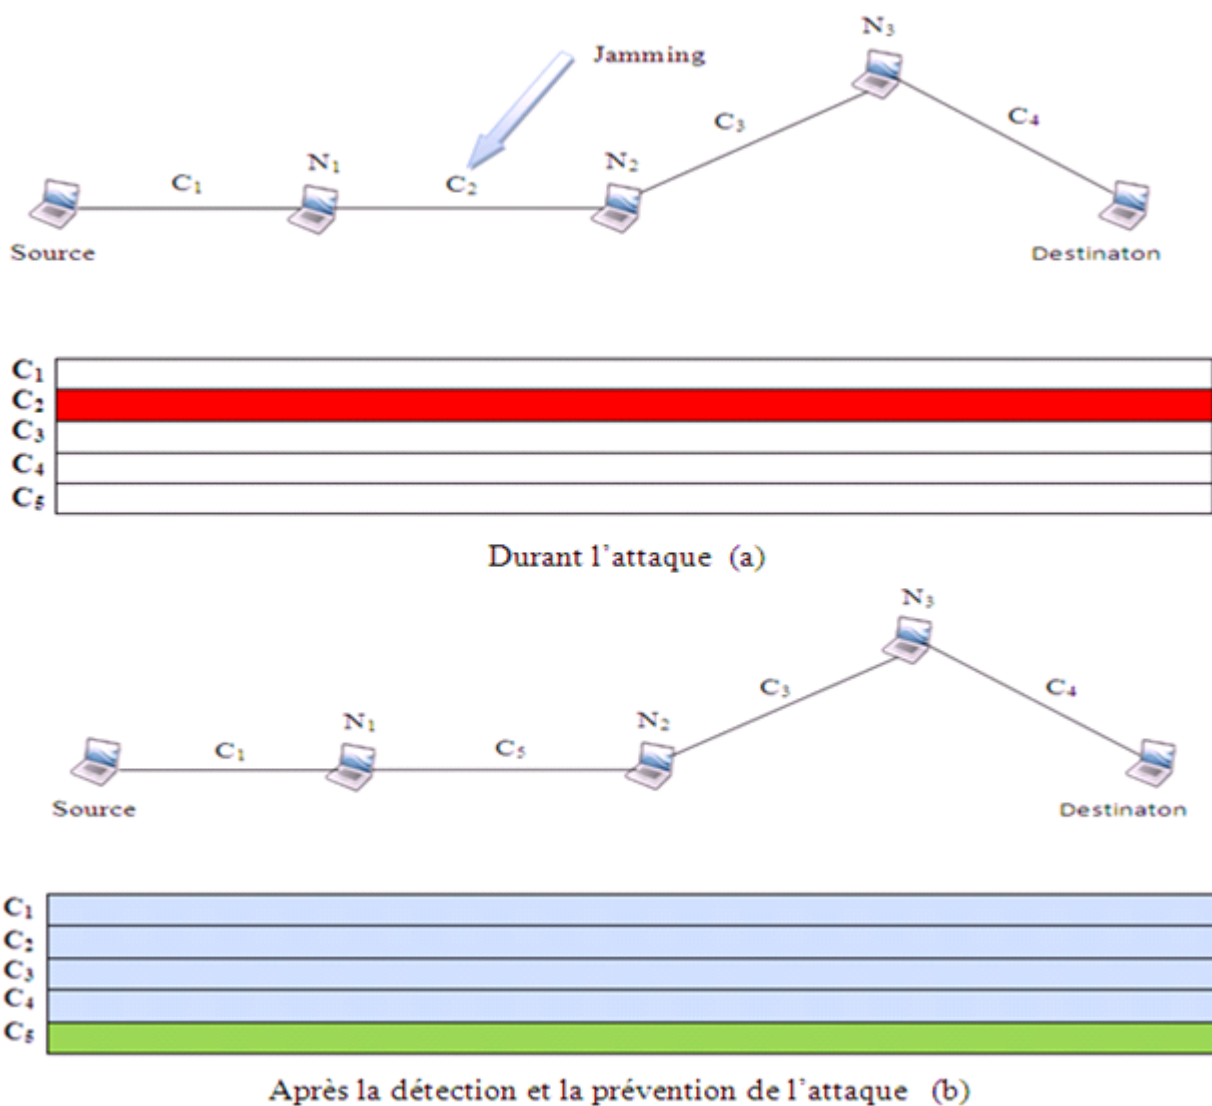 N₃
Jamming
C₃
C₄
N₁
N₂
C₁
C₂
Source
Destinaton
C₁
C₂
C₃
C₄
C₅
Durant l'attaque (a)
N₃
C₃
C₄
N₁
N₂
C₁
C₅
Source
Destinaton
C₁
C₂
C₃
C₄
C₅
Après la détection et la prévention de l'attaque (b)